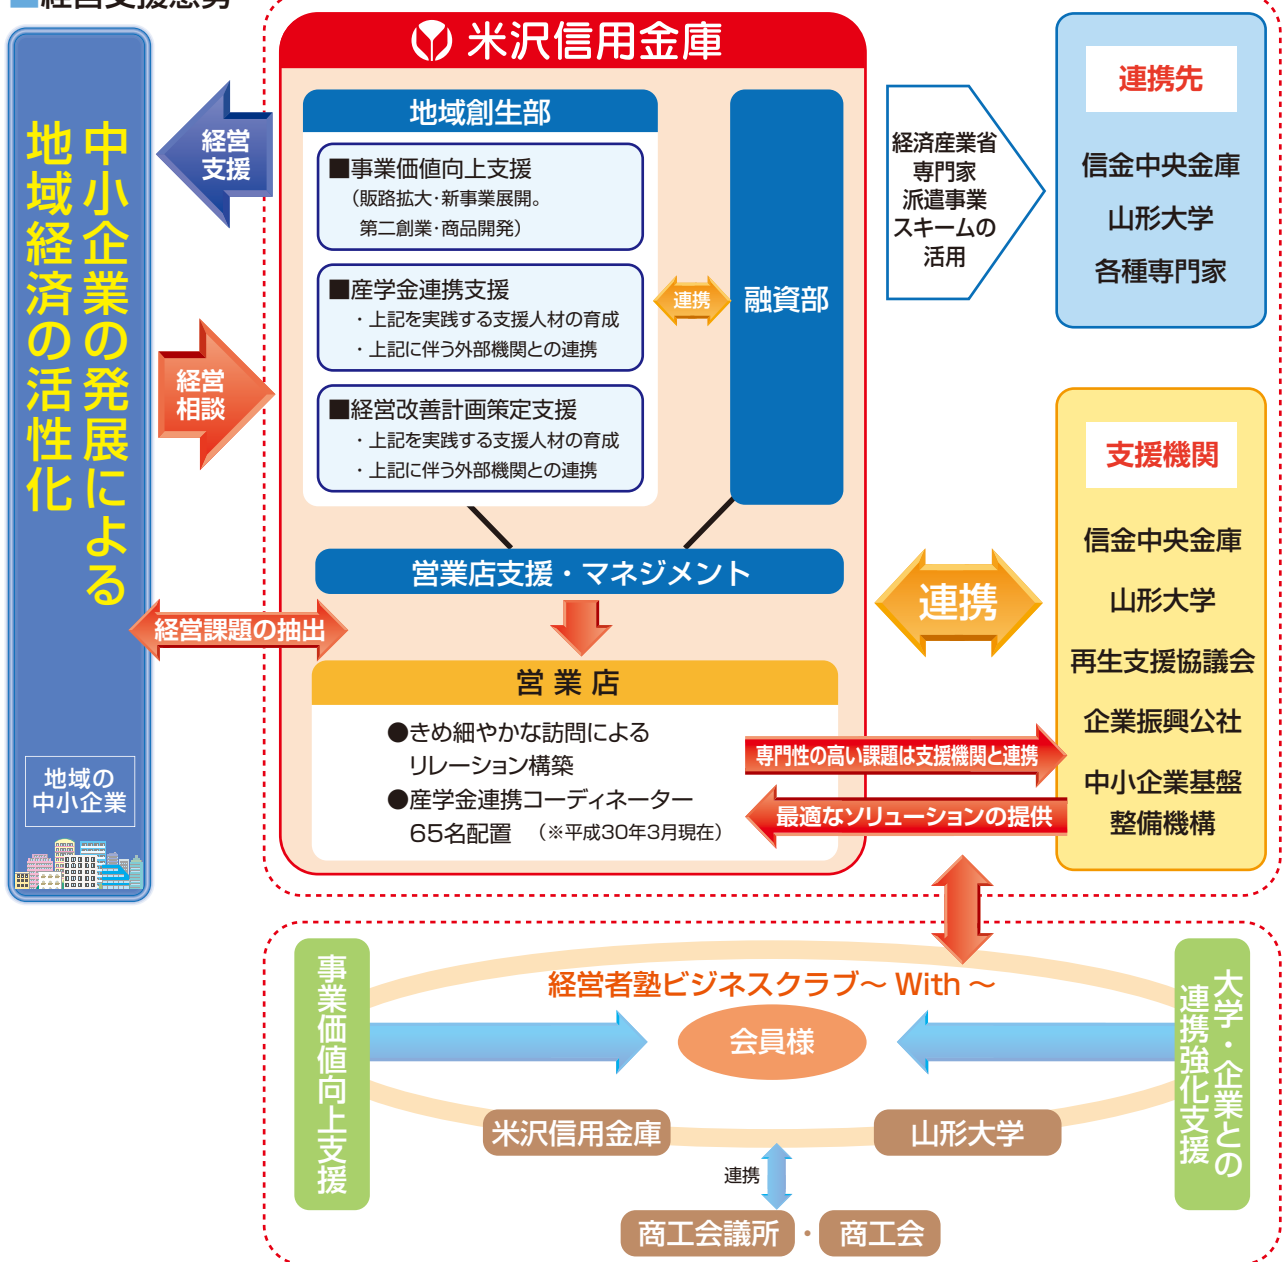 ■経営支援態勢
中小企業の発展による
地域経済の活性化
地域の
中小企業
経営
支援
経営
相談
経営課題の抽出
米沢信用金庫
地域創生部
■事業価値向上支援
(販路拡大・新事業展開。
第二創業・商品開発)
■産学金連携支援
・上記を実践する支援人材の育成
・上記に伴う外部機関との連携
■経営改善計画策定支援
・上記を実践する支援人材の育成
・上記に伴う外部機関との連携
連携
融資部
営業店支援・マネジメント
営業店
●きめ細やかな訪問による
リレーション構築
●産学金連携コーディネーター
65名配置 (※平成30年3月現在)
経済産業省
専門家
派遣事業
スキームの
活用
連携先
信金中央金庫
山形大学
各種専門家
連携
支援機関
信金中央金庫
山形大学
再生支援協議会
企業振興公社
中小企業基盤
整備機構
専門性の高い課題は支援機関と連携
最適なソリューションの提供
経営者塾ビジネスクラブ～With～
事業価値向上支援
会員様
大学・企業との
連携強化支援
米沢信用金庫
山形大学
連携
商工会議所・商工会